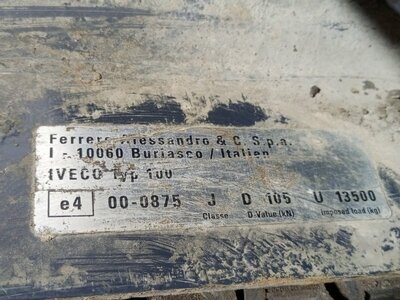 Ferrero Alessandro & C. S.p.a.
I - 10060 Buriasco / Italien
IVECO Typ 100
e4 00-0875 J D 105 U 13500
Classe D-Value (kN) Imposed load (kg)